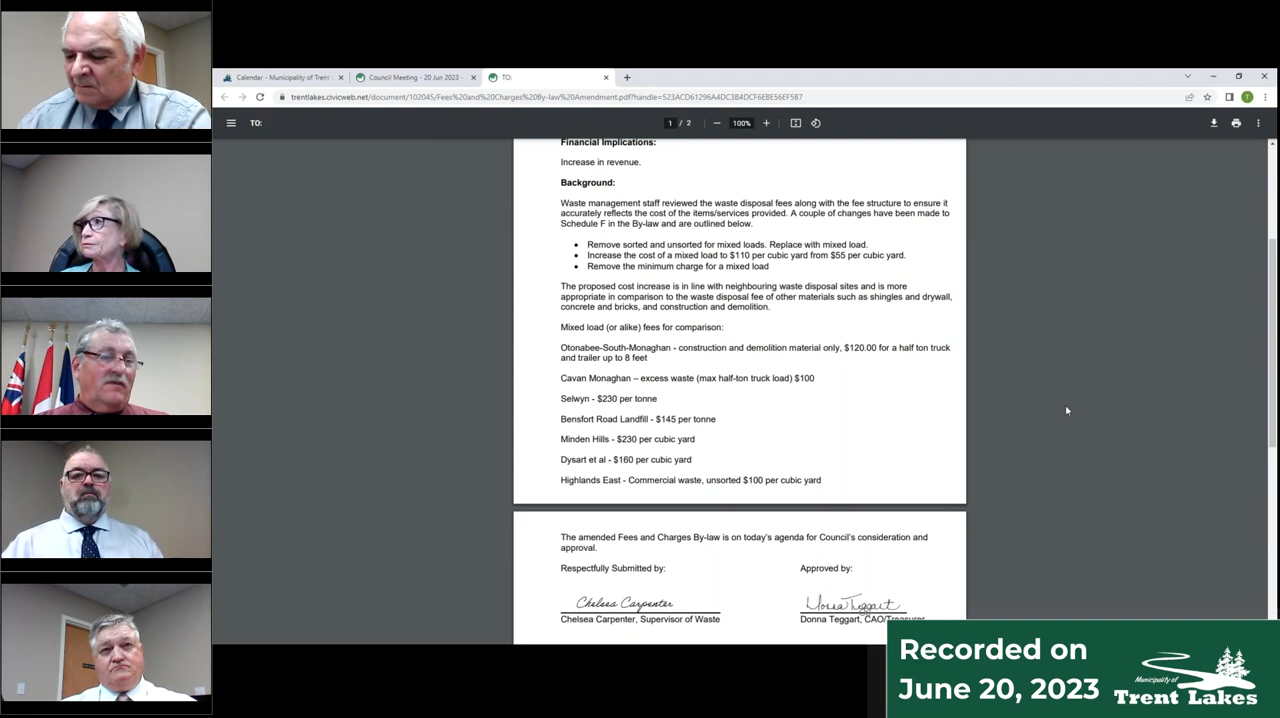 Calendar - Municipality of Trent
Council Meeting - 20 Jun 2023 -
TO:
trentlakes.civicweb.net/document/102045/Fees%20and%20Charges%20By-law%20Amendment.pdf?handle=523ACD61296A4DC3B4DCF6EBE56EF5B7
T
TO:
1 / 2
100%
Financial Implications:
Increase in revenue.
Background:
Waste management staff reviewed the waste disposal fees along with the fee structure to ensure it
accurately reflects the cost of the items/services provided. A couple of changes have been made to
Schedule F in the By-law and are outlined below.
• Remove sorted and unsorted for mixed loads. Replace with mixed load.
• Increase the cost of a mixed load to $110 per cubic yard from $55 per cubic yard.
• Remove the minimum charge for a mixed load
The proposed cost increase is in line with neighbouring waste disposal sites and is more
appropriate in comparison to the waste disposal fee of other materials such as shingles and drywall,
concrete and bricks, and construction and demolition.
Mixed load (or alike) fees for comparison:
Otonabee-South-Monaghan - construction and demolition material only, $120.00 for a half ton truck
and trailer up to 8 feet
Cavan Monaghan – excess waste (max half-ton truck load) $100
Selwyn - $230 per tonne
Bensfort Road Landfill - $145 per tonne
Minden Hills - $230 per cubic yard
Dysart et al - $160 per cubic yard
Highlands East - Commercial waste, unsorted $100 per cubic yard
The amended Fees and Charges By-law is on today's agenda for Council's consideration and
approval.
Respectfully Submitted by: Approved by:
Chelsea Carpenter Donna Teggart
Chelsea Carpenter, Supervisor of Waste Donna Teggart, CAO/Treasurer
Recorded on
June 20, 2023
Municipality of
Trent Lakes